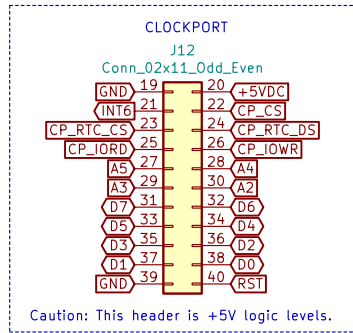 CLOCKPORT
J12
Conn_02x11_Odd_Even
GND 19 20 +5VDC
INT6 21 22 CP_CS
CP_RTC_CS 23 24 CP_RTC_DS
CP_IORD 25 26 CP_IOWR
A5 27 28 A4
A3 29 30 A2
D7 31 32 D6
D5 33 34 D4
D3 35 36 D2
D1 37 38 D0
GND 39 40 RST
Caution: This header is +5V logic levels.